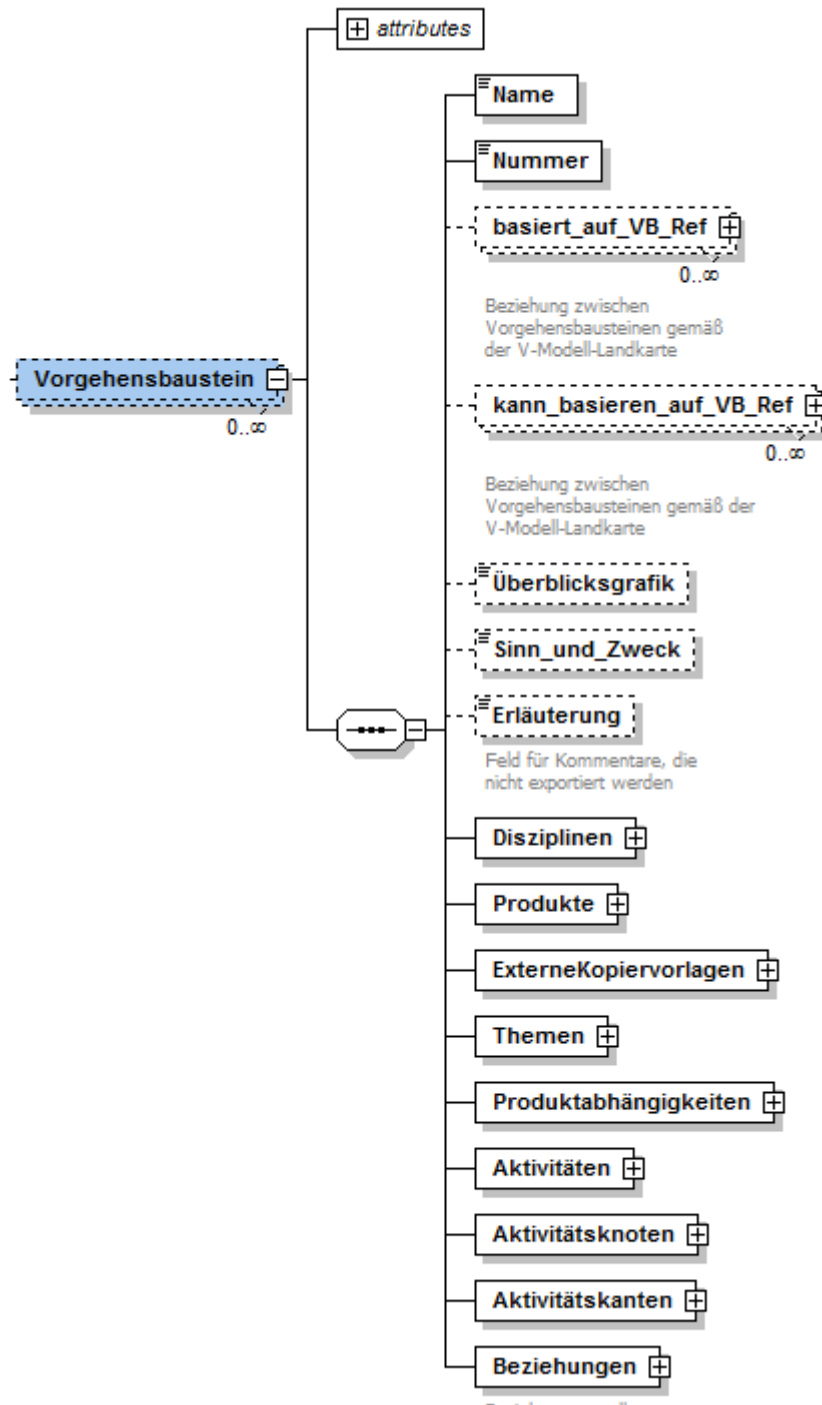 attributes
Name
Nummer
basiert_auf_VB_Ref
0..∞
Beziehung zwischen
Vorgehensbausteinen gemäß
der V-Modell-Landkarte
Vorgehensbaustein
0..∞
kann_basieren_auf_VB_Ref
0..∞
Beziehung zwischen
Vorgehensbausteinen gemäß der
V-Modell-Landkarte
Überblicksgrafik
Sinn_und_Zweck
Erläuterung
Feld für Kommentare, die
nicht exportiert werden
Disziplinen
Produkte
ExterneKopiervorlagen
Themen
Produktabhängigkeiten
Aktivitäten
Aktivitätsknoten
Aktivitätskanten
Beziehungen